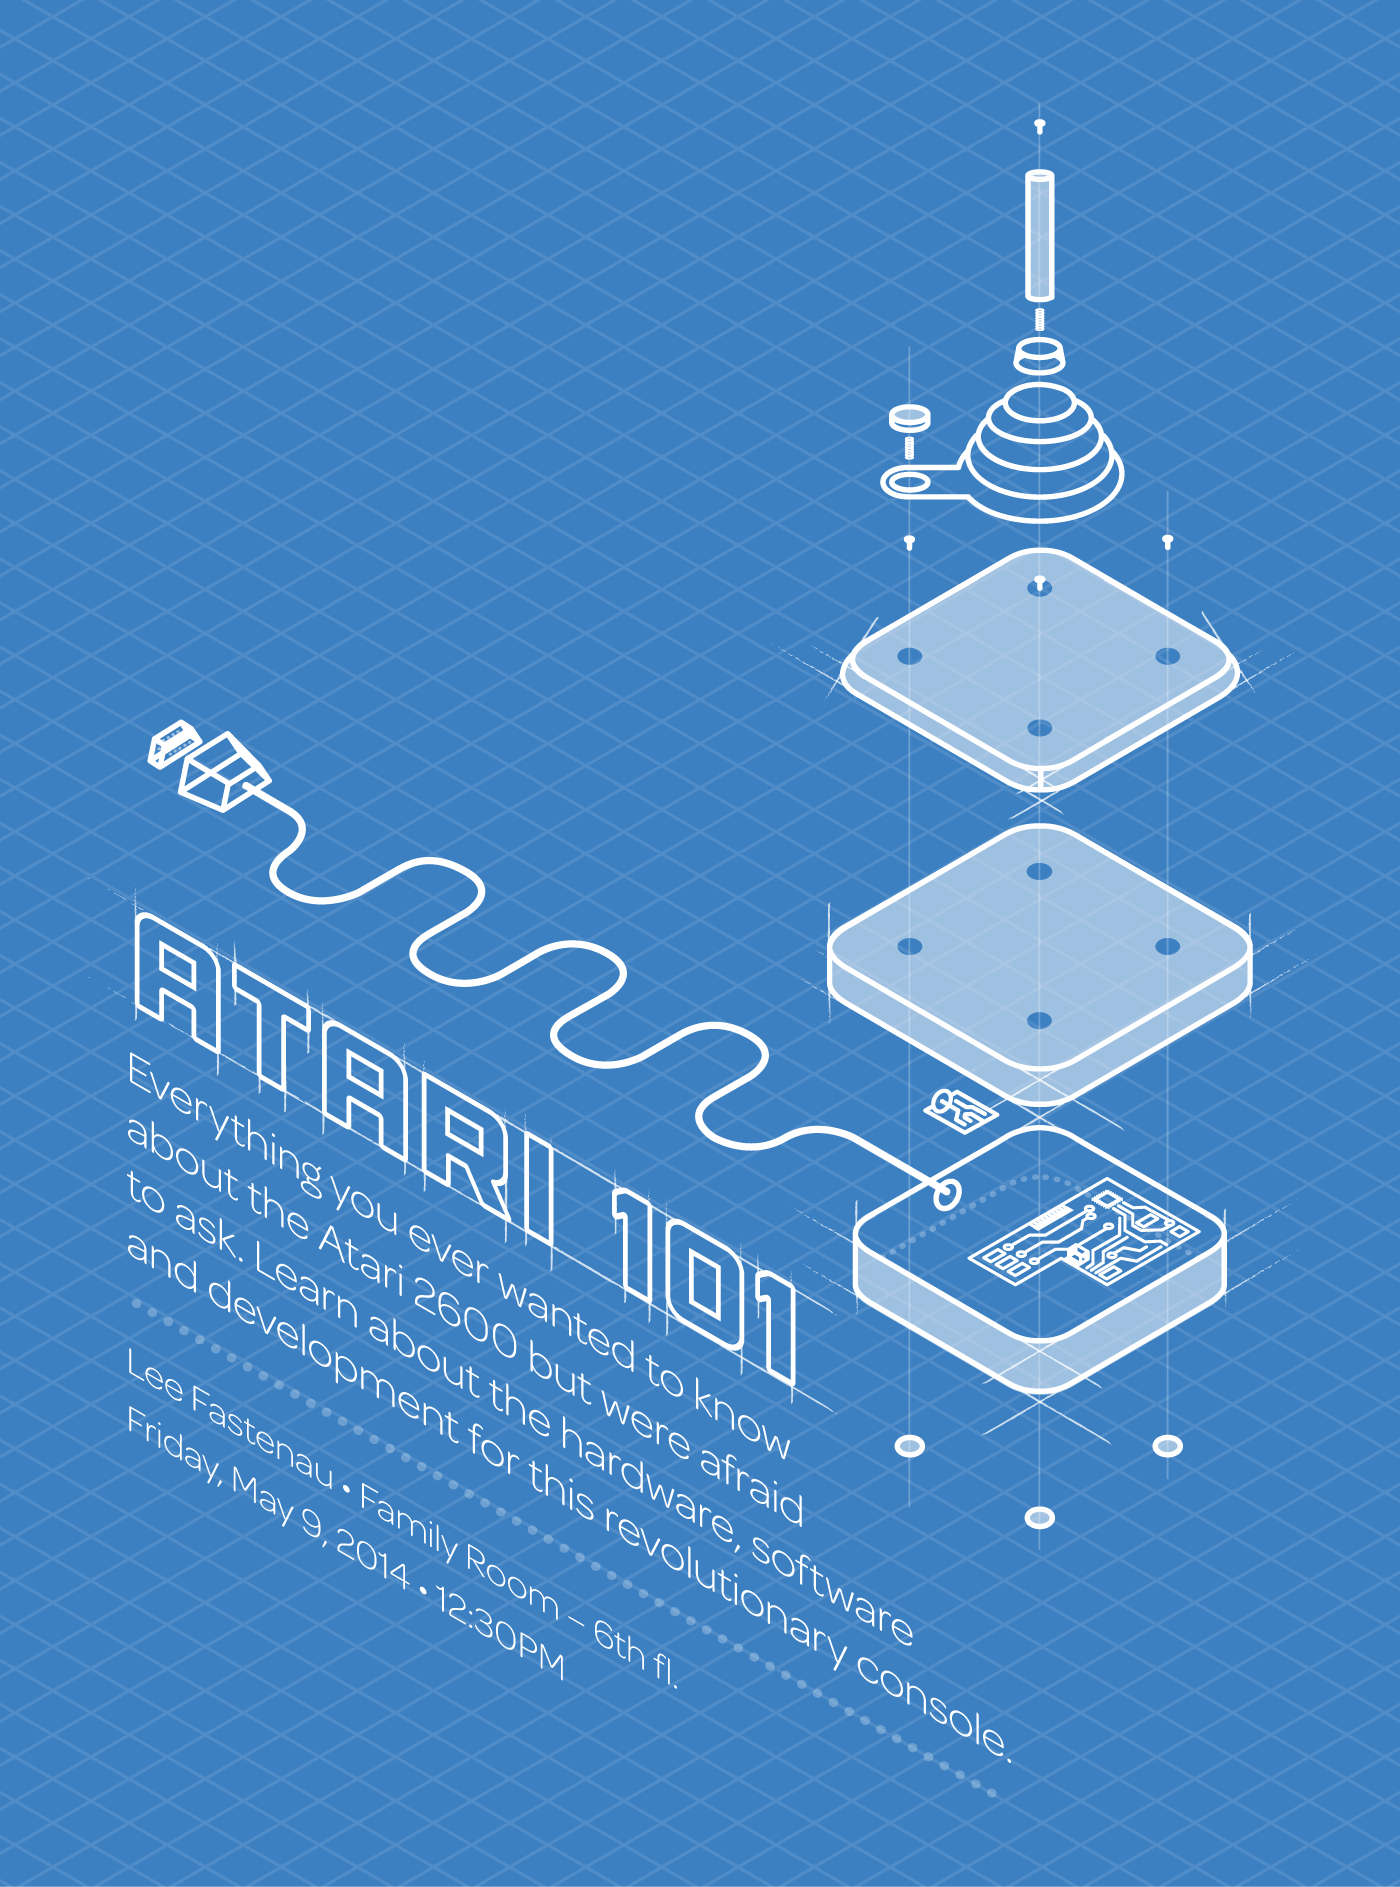 ATARI 101
Everything you ever wanted to know
about the Atari 2600 but were afraid
to ask. Learn about the hardware, software
and development for this revolutionary console.
Lee Fastenau • Family Room – 6th fl.
Friday, May 9, 2014 • 12:30PM